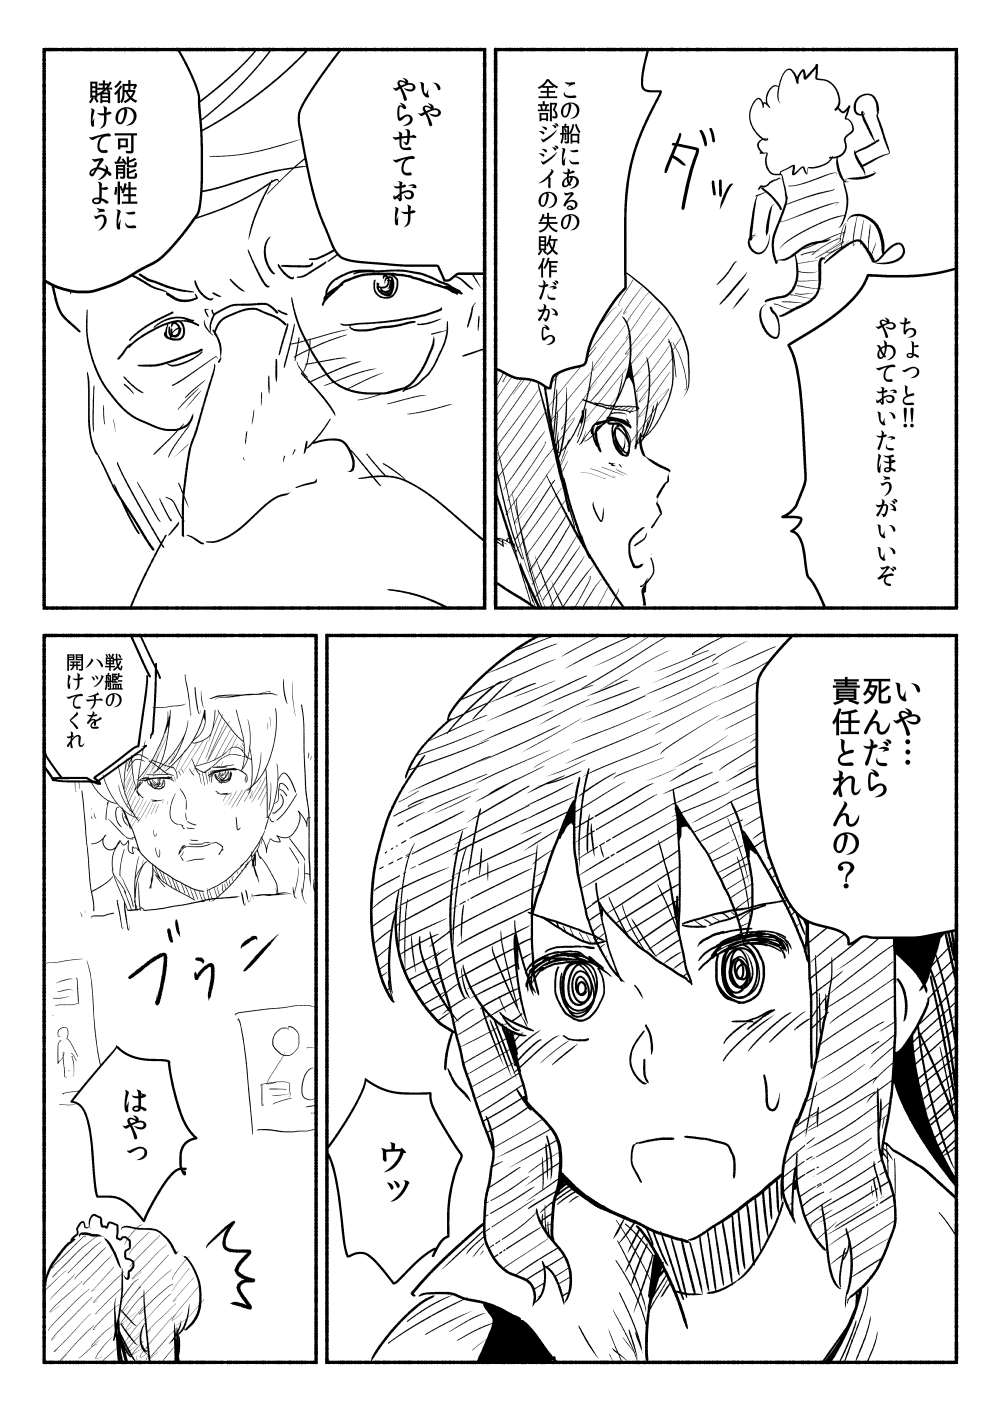 ちょっと!!
やめておいたほうがいいぞ
ダッ
この船にあるの
全部ジジイの失敗作だから
いや
やらせておけ
彼の可能性に
賭けてみよう
いや…
死んだら
責任とれんの？
ウッ
戦艦の
ハッチを
開けてくれ
ブゥン
はやっ